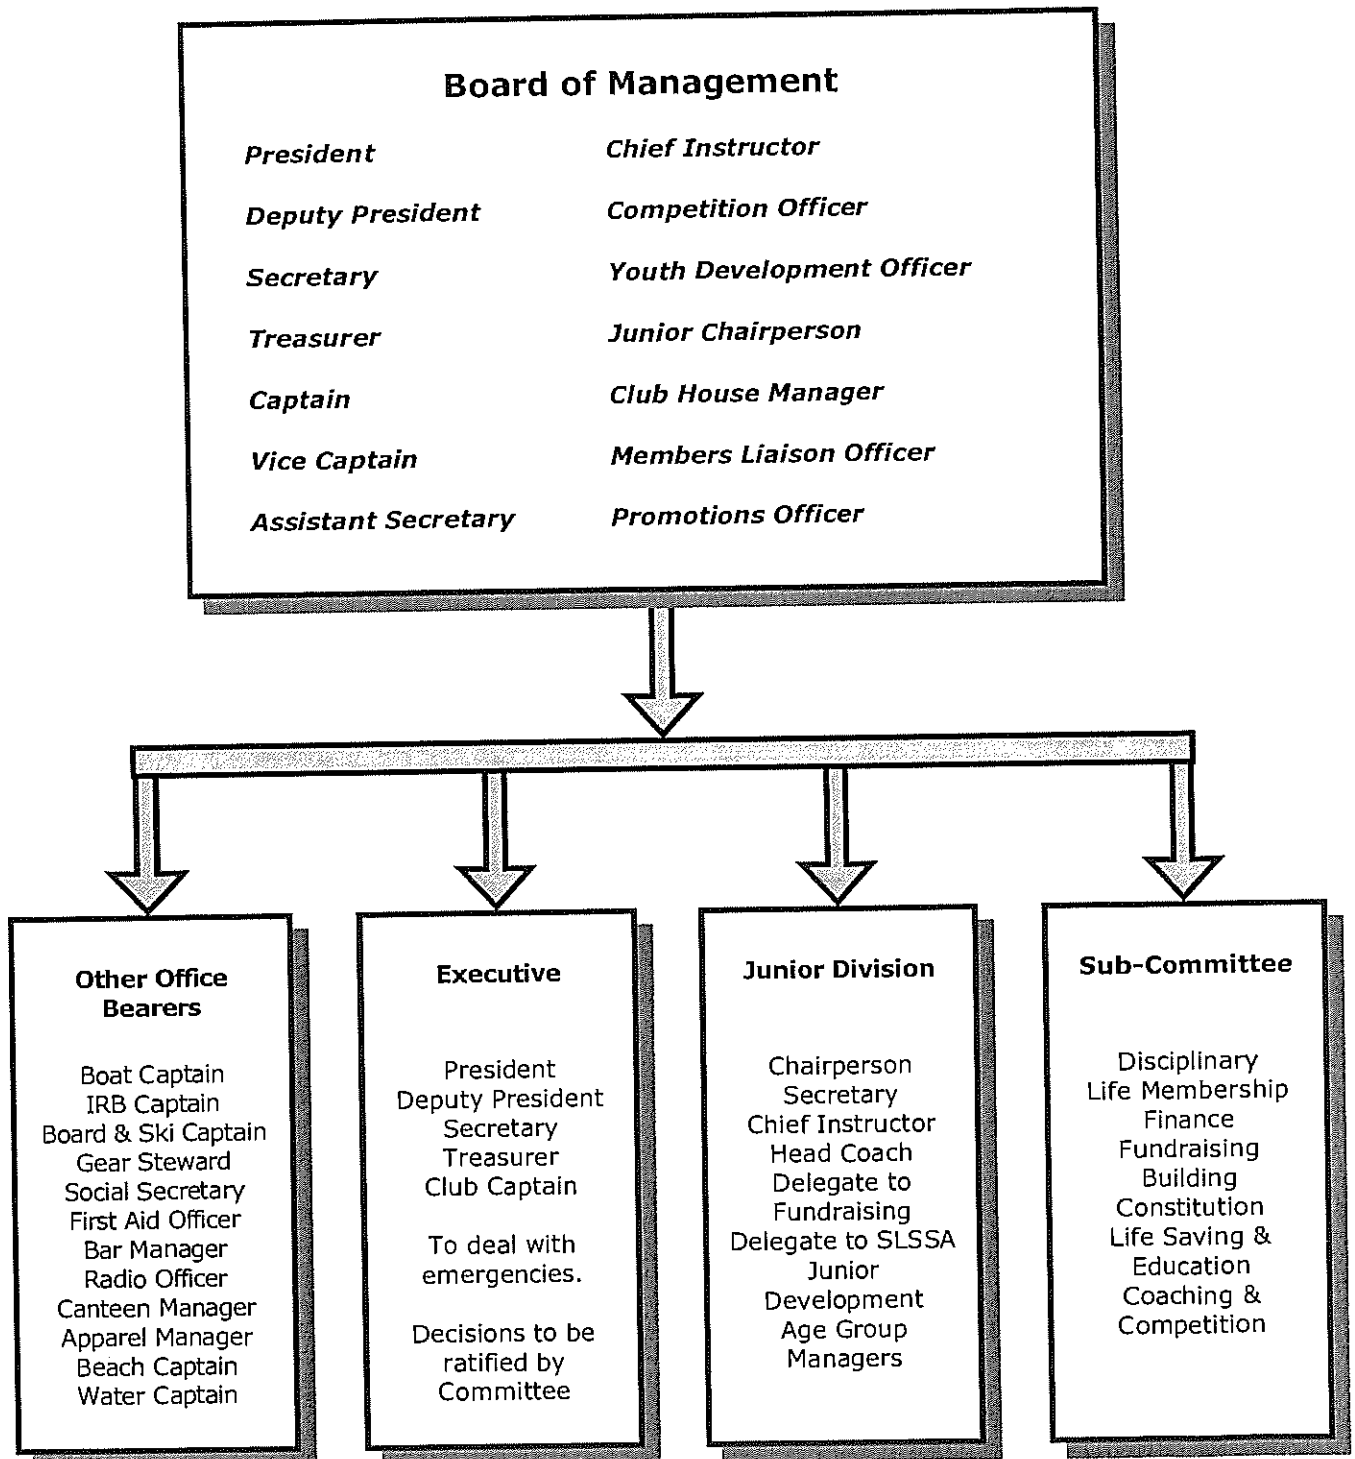 Board of Management
President
Deputy President
Secretary
Treasurer
Captain
Vice Captain
Assistant Secretary
Chief Instructor
Competition Officer
Youth Development Officer
Junior Chairperson
Club House Manager
Members Liaison Officer
Promotions Officer
Other Office
Bearers
Boat Captain
IRB Captain
Board & Ski Captain
Gear Steward
Social Secretary
First Aid Officer
Bar Manager
Radio Officer
Canteen Manager
Apparel Manager
Beach Captain
Water Captain
Executive
President
Deputy President
Secretary
Treasurer
Club Captain
To deal with
emergencies.
Decisions to be
ratified by
Committee
Junior Division
Chairperson
Secretary
Chief Instructor
Head Coach
Delegate to
Fundraising
Delegate to SLSSA
Junior
Development
Age Group
Managers
Sub-Committee
Disciplinary
Life Membership
Finance
Fundraising
Building
Constitution
Life Saving &
Education
Coaching &
Competition